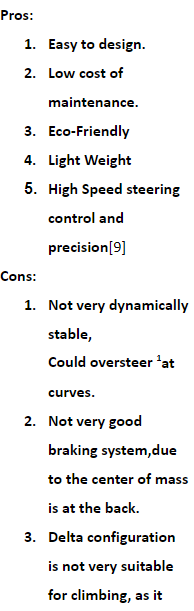 Pros:
1. Easy to design.
2. Low cost of
maintenance.
3. Eco-Friendly
4. Light Weight
5. High Speed steering
control and
precision[9]
Cons:
1. Not very dynamically
stable,
Could oversteer ¹at
curves.
2. Not very good
braking system,due
to the center of mass
is at the back.
3. Delta configuration
is not very suitable
for climbing, as it